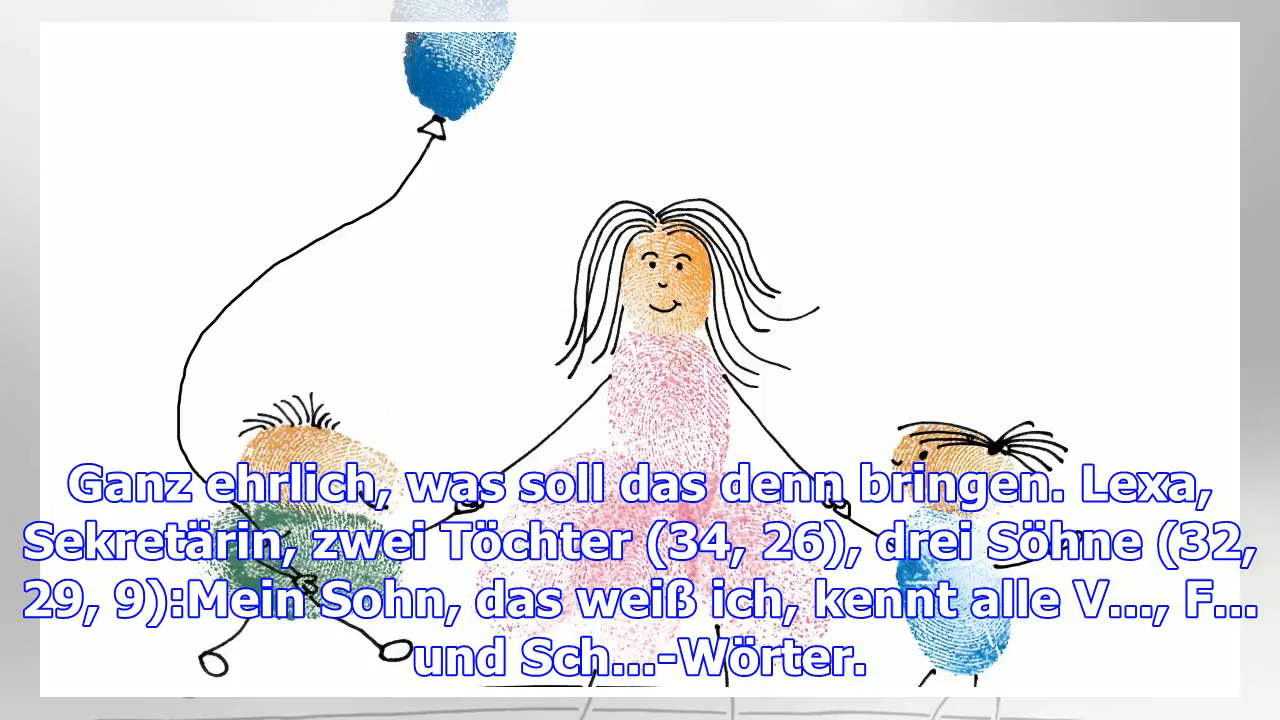 Ganz ehrlich, was soll das denn bringen. Lexa,
Sekretärin, zwei Töchter (34, 26), drei Söhne (32,
29, 9):Mein Sohn, das weiß ich, kennt alle V..., F...
und Sch...-Wörter.